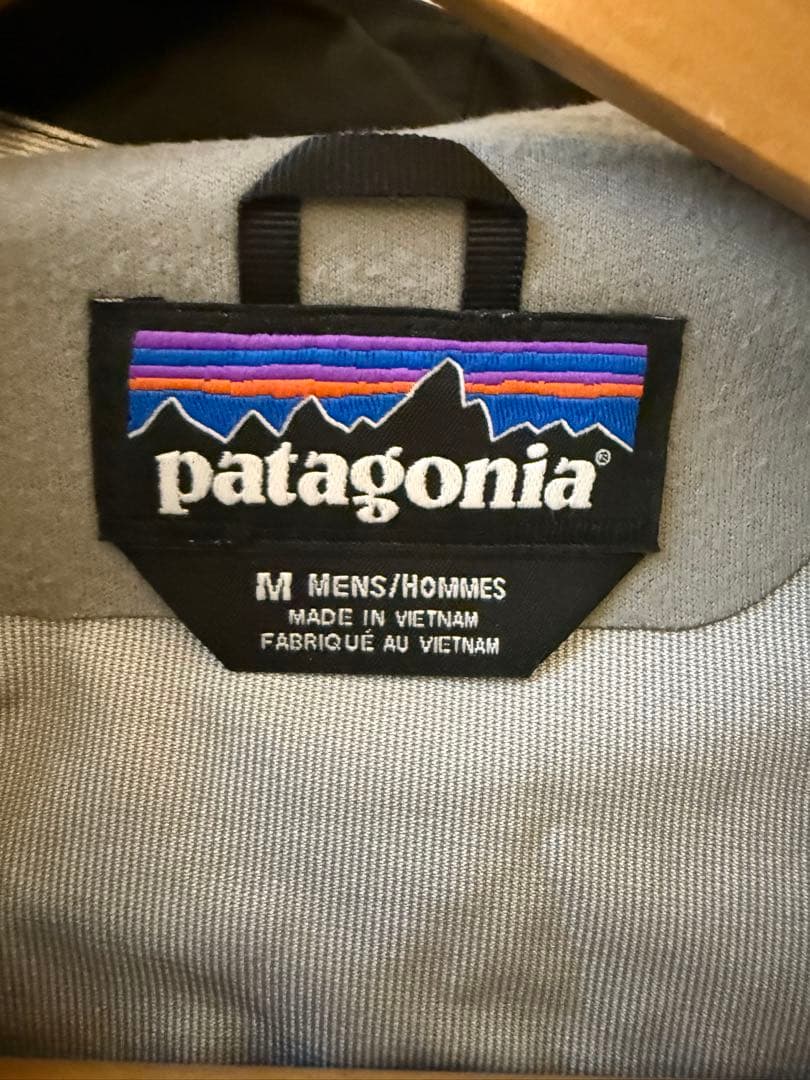 patagonia®
M MENS/HOMMES
MADE IN VIETNAM
FABRIQUÉ AU VIETNAM